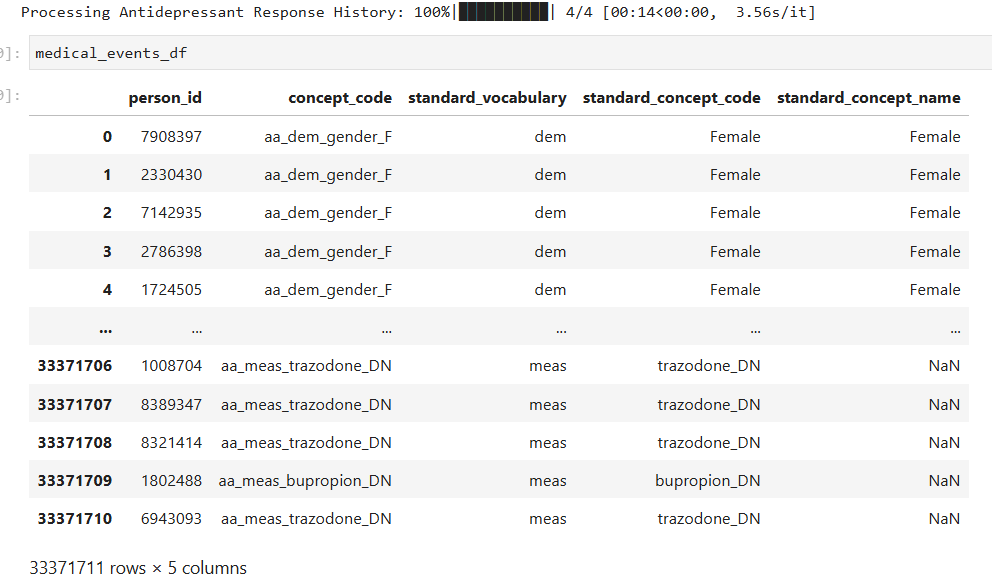 Processing Antidepressant Response History: 100%|██████████| 4/4 [00:14<00:00, 3.56s/it]
0]: medical_events_df
0]:
person_id concept_code standard_vocabulary standard_concept_code standard_concept_name
0 7908397 aa_dem_gender_F dem Female Female
1 2330430 aa_dem_gender_F dem Female Female
2 7142935 aa_dem_gender_F dem Female Female
3 2786398 aa_dem_gender_F dem Female Female
4 1724505 aa_dem_gender_F dem Female Female
... ... ... ... ... ...
33371706 1008704 aa_meas_trazodone_DN meas trazodone_DN NaN
33371707 8389347 aa_meas_trazodone_DN meas trazodone_DN NaN
33371708 8321414 aa_meas_trazodone_DN meas trazodone_DN NaN
33371709 1802488 aa_meas_bupropion_DN meas bupropion_DN NaN
33371710 6943093 aa_meas_trazodone_DN meas trazodone_DN NaN
33371711 rows × 5 columns